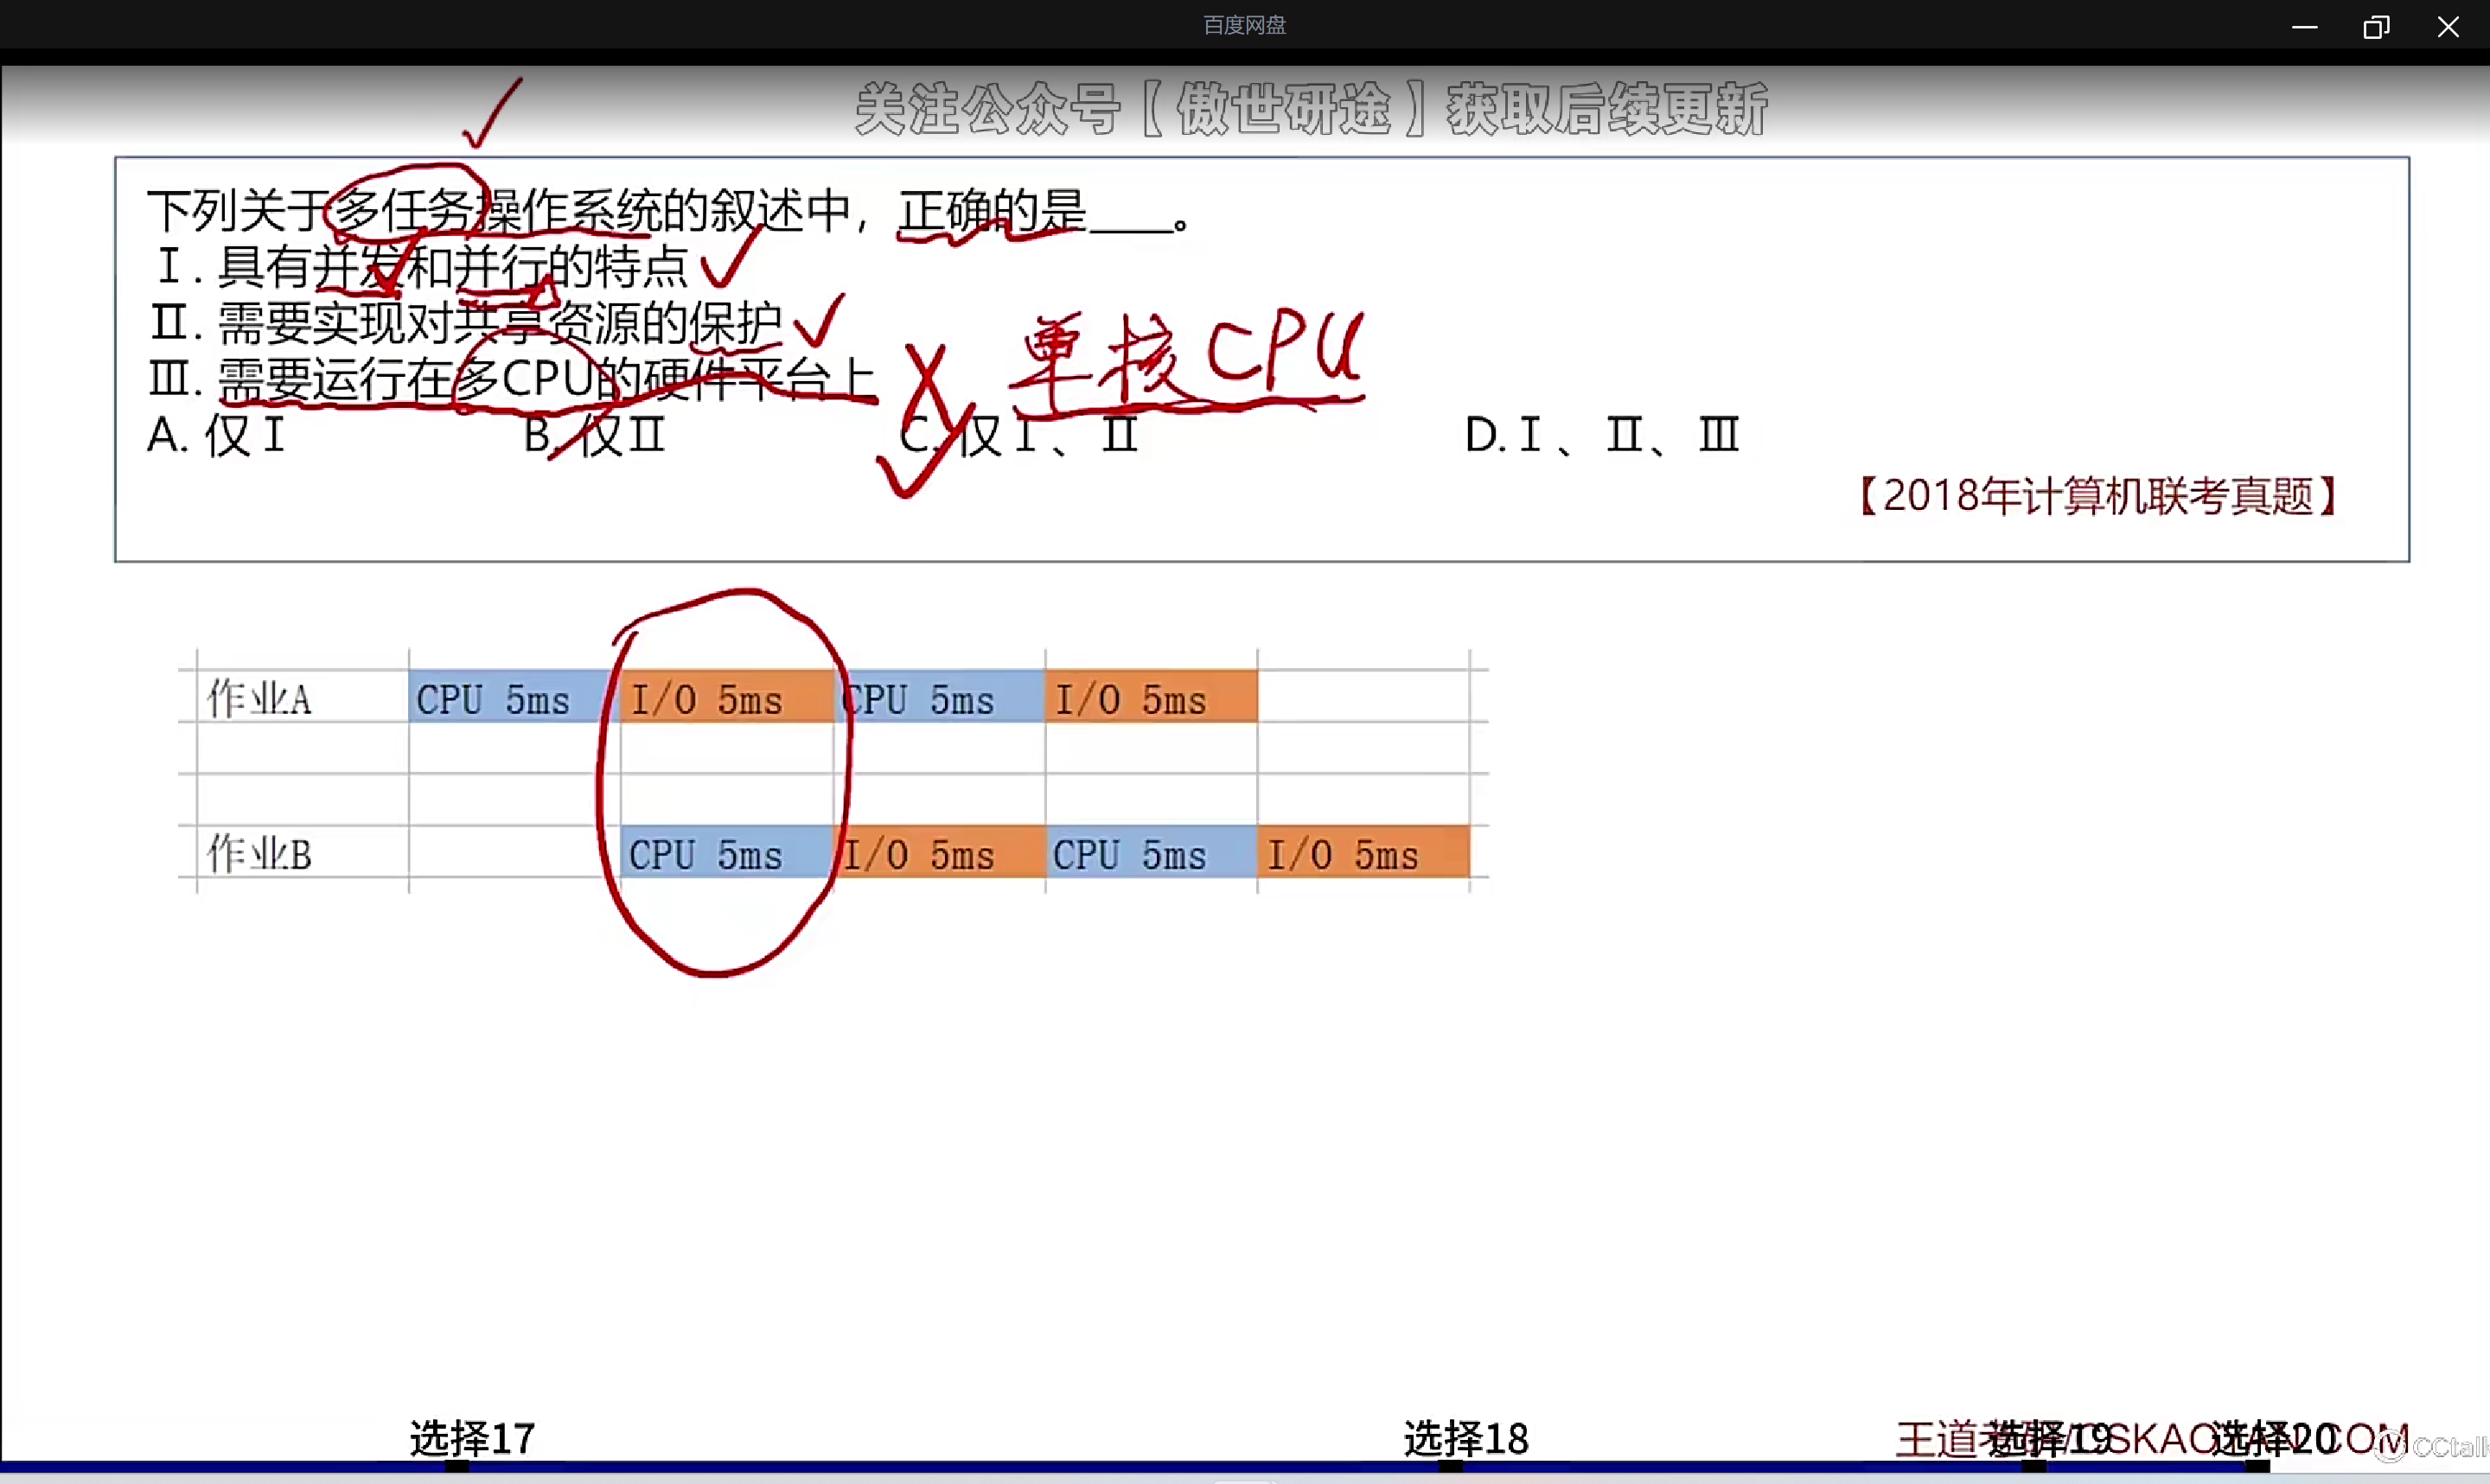 百度网盘
关注公众号【傲世研途】获取后续更新
下列关于多任务操作系统的叙述中，正确的是____。
Ⅰ. 具有并发和并行的特点
Ⅱ. 需要实现对共享资源的保护
Ⅲ. 需要运行在多CPU的硬件平台上
单核CPU
A. 仅Ⅰ B. 仅Ⅱ C. 仅Ⅰ、Ⅱ D. Ⅰ、Ⅱ、Ⅲ
【2018年计算机联考真题】
作业A CPU 5ms I/O 5ms CPU 5ms I/O 5ms
作业B CPU 5ms I/O 5ms CPU 5ms I/O 5ms
选择17 选择18 选择19 选择20
王道考研/CSKAOYAN.COM
CCtalk